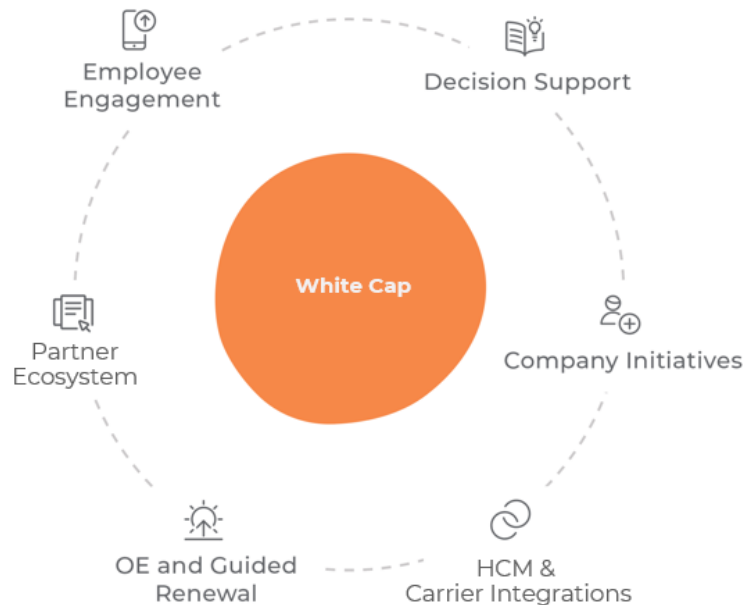 Employee
Engagement
Decision Support
White Cap
Partner
Ecosystem
Company Initiatives
OE and Guided
Renewal
HCM &
Carrier Integrations